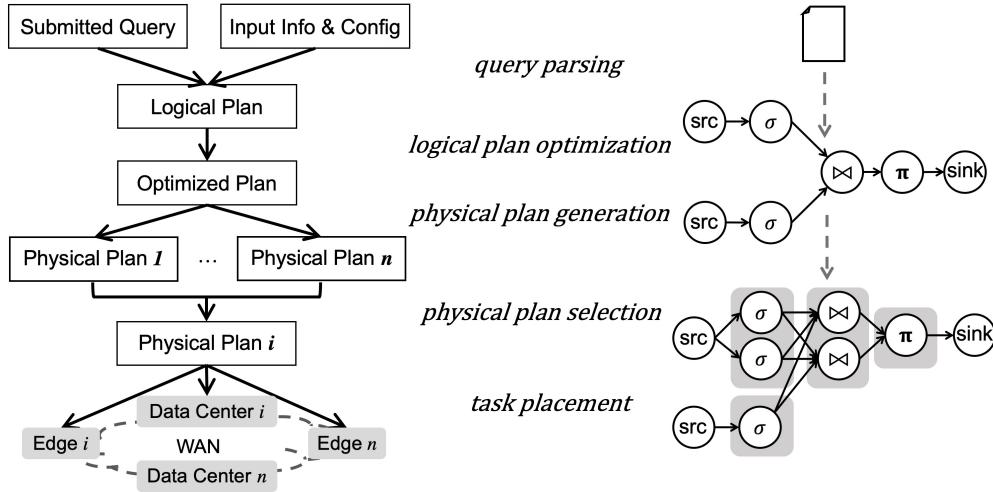 Submitted Query
Input Info & Config
Logical Plan
Optimized Plan
Physical Plan 1
...
Physical Plan n
Physical Plan i
Data Center i
Edge i
WAN
Edge n
Data Center n
query parsing
logical plan optimization
physical plan generation
physical plan selection
task placement
src
σ
⋈
π
sink
src
σ
src
σ
σ
⋈
⋈
π
sink
src
σ